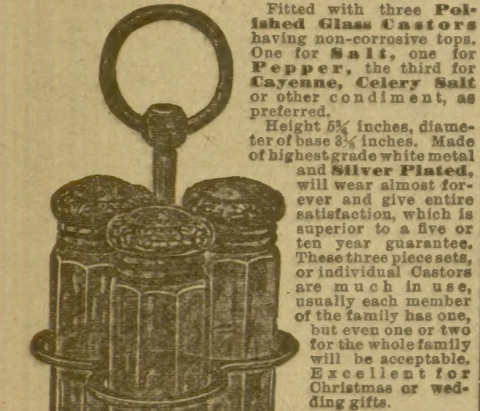 Fitted with three Pol-
ished Glass Castors
having non-corrosive tops.
One for Salt, one for
Pepper, the third for
Cayenne, Celery Salt
or other condiment, as
preferred.
Height 5¾ inches, diame-
ter of base 3⅛ inches. Made
of highest grade white metal
and Silver Plated,
will wear almost for-
ever and give entire
satisfaction, which is
superior to a five or
ten year guarantee.
These three piece sets,
or individual Castors
are much in use,
usually each member
of the family has one,
but even one or two
for the whole family
will be acceptable.
Excellent for
Christmas or wed-
ding gifts.